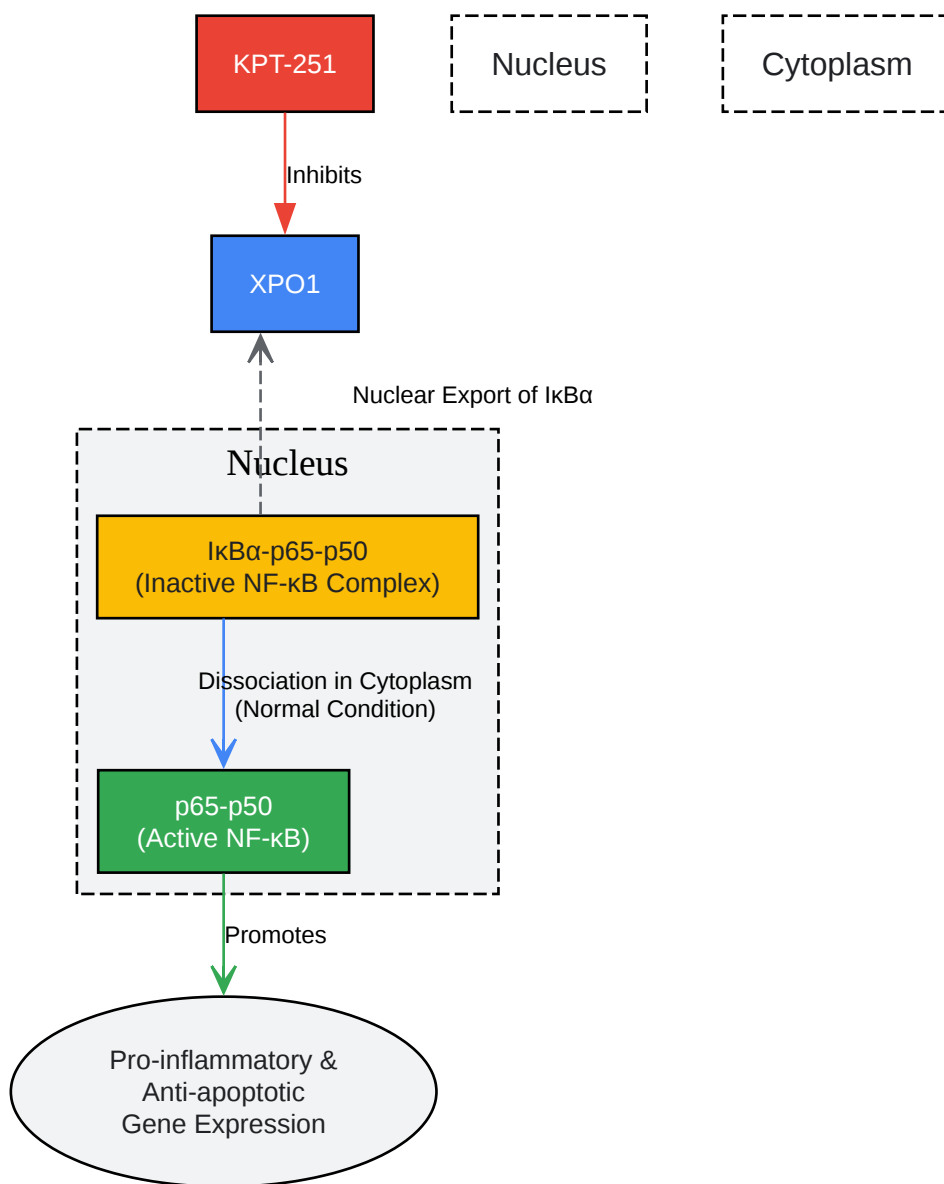 KPT-251
Nucleus
Cytoplasm
Inhibits
XPO1
Nuclear Export of IκBα
Nucleus
IκBα-p65-p50
(Inactive NF-κB Complex)
Dissociation in Cytoplasm
(Normal Condition)
p65-p50
(Active NF-κB)
Promotes
Pro-inflammatory &
Anti-apoptotic
Gene Expression